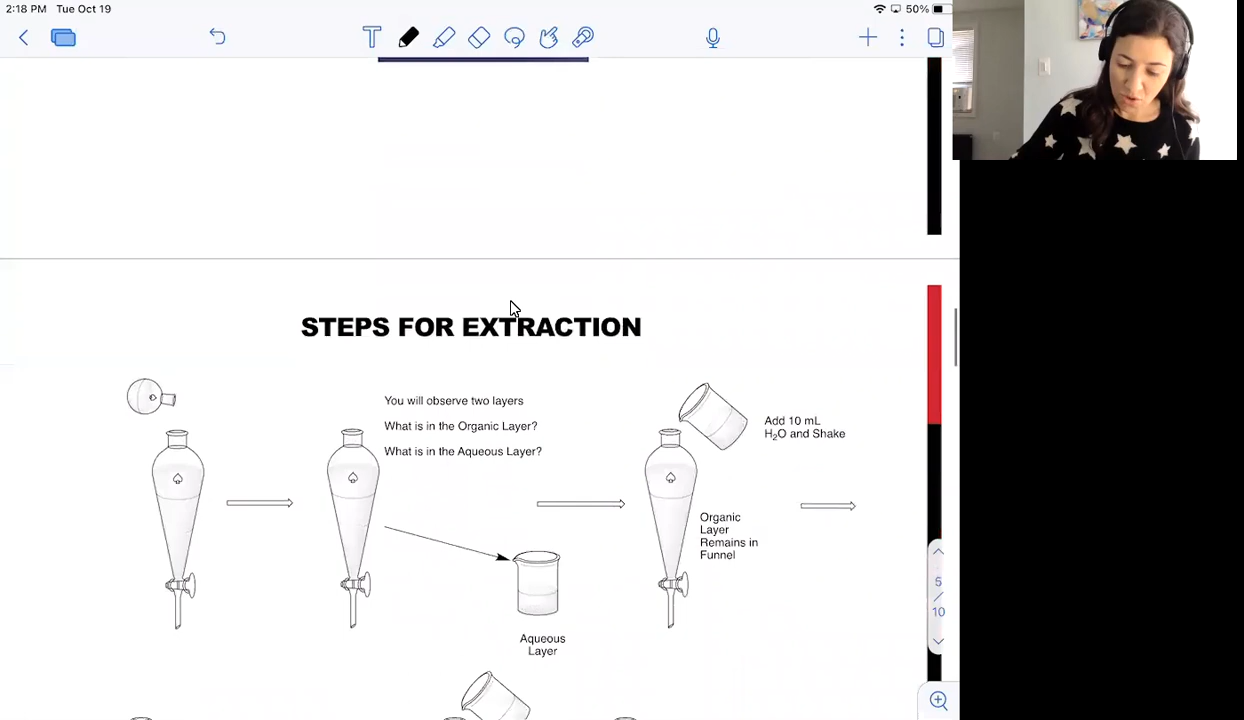 2:18 PM Tue Oct 19
50%
T
STEPS FOR EXTRACTION
You will observe two layers
What is in the Organic Layer?
What is in the Aqueous Layer?
Add 10 mL
H₂O and Shake
Organic
Layer
Remains in
Funnel
Aqueous
Layer
5
/
10